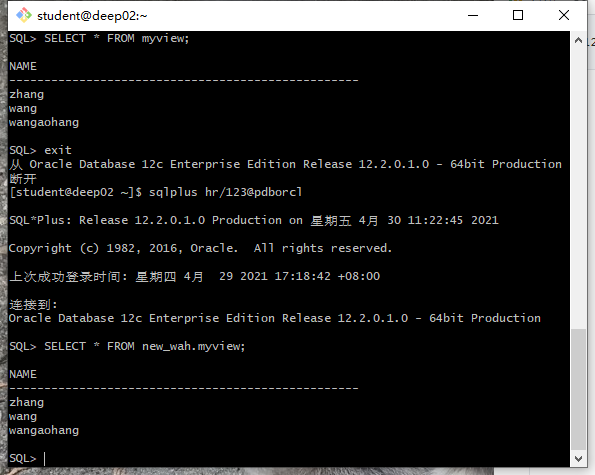 student@deep02:~
SQL> SELECT * FROM myview;
NAME
--------------------------------------------------
zhang
wang
wangaohang
SQL> exit
从 Oracle Database 12c Enterprise Edition Release 12.2.0.1.0 - 64bit Production
断开
[student@deep02 ~]$ sqlplus hr/123@pdborcl
SQL*Plus: Release 12.2.0.1.0 Production on 星期五 4月 30 11:22:45 2021
Copyright (c) 1982, 2016, Oracle.  All rights reserved.
上次成功登录时间: 星期四 4月  29 2021 17:18:42 +08:00
连接到:
Oracle Database 12c Enterprise Edition Release 12.2.0.1.0 - 64bit Production
SQL> SELECT * FROM new_wah.myview;
NAME
--------------------------------------------------
zhang
wang
wangaohang
SQL>